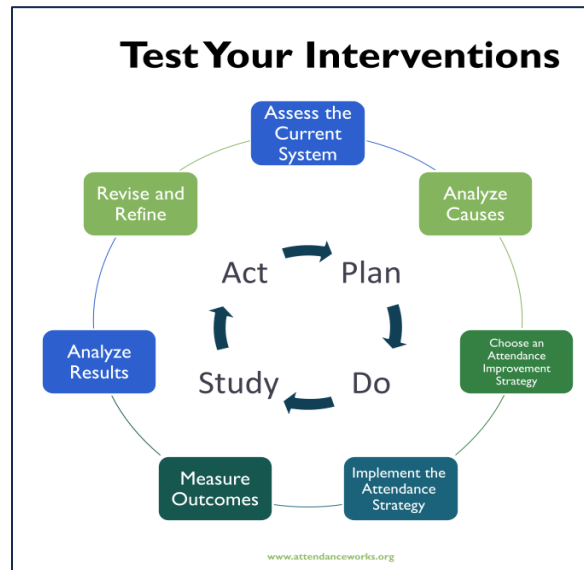 Test Your Interventions
Assess the
Current
System
Analyze
Causes
Choose an
Attendance
Improvement
Strategy
Implement the
Attendance
Strategy
Measure
Outcomes
Analyze
Results
Revise and
Refine
Act
Plan
Do
Study
www.attendanceworks.org